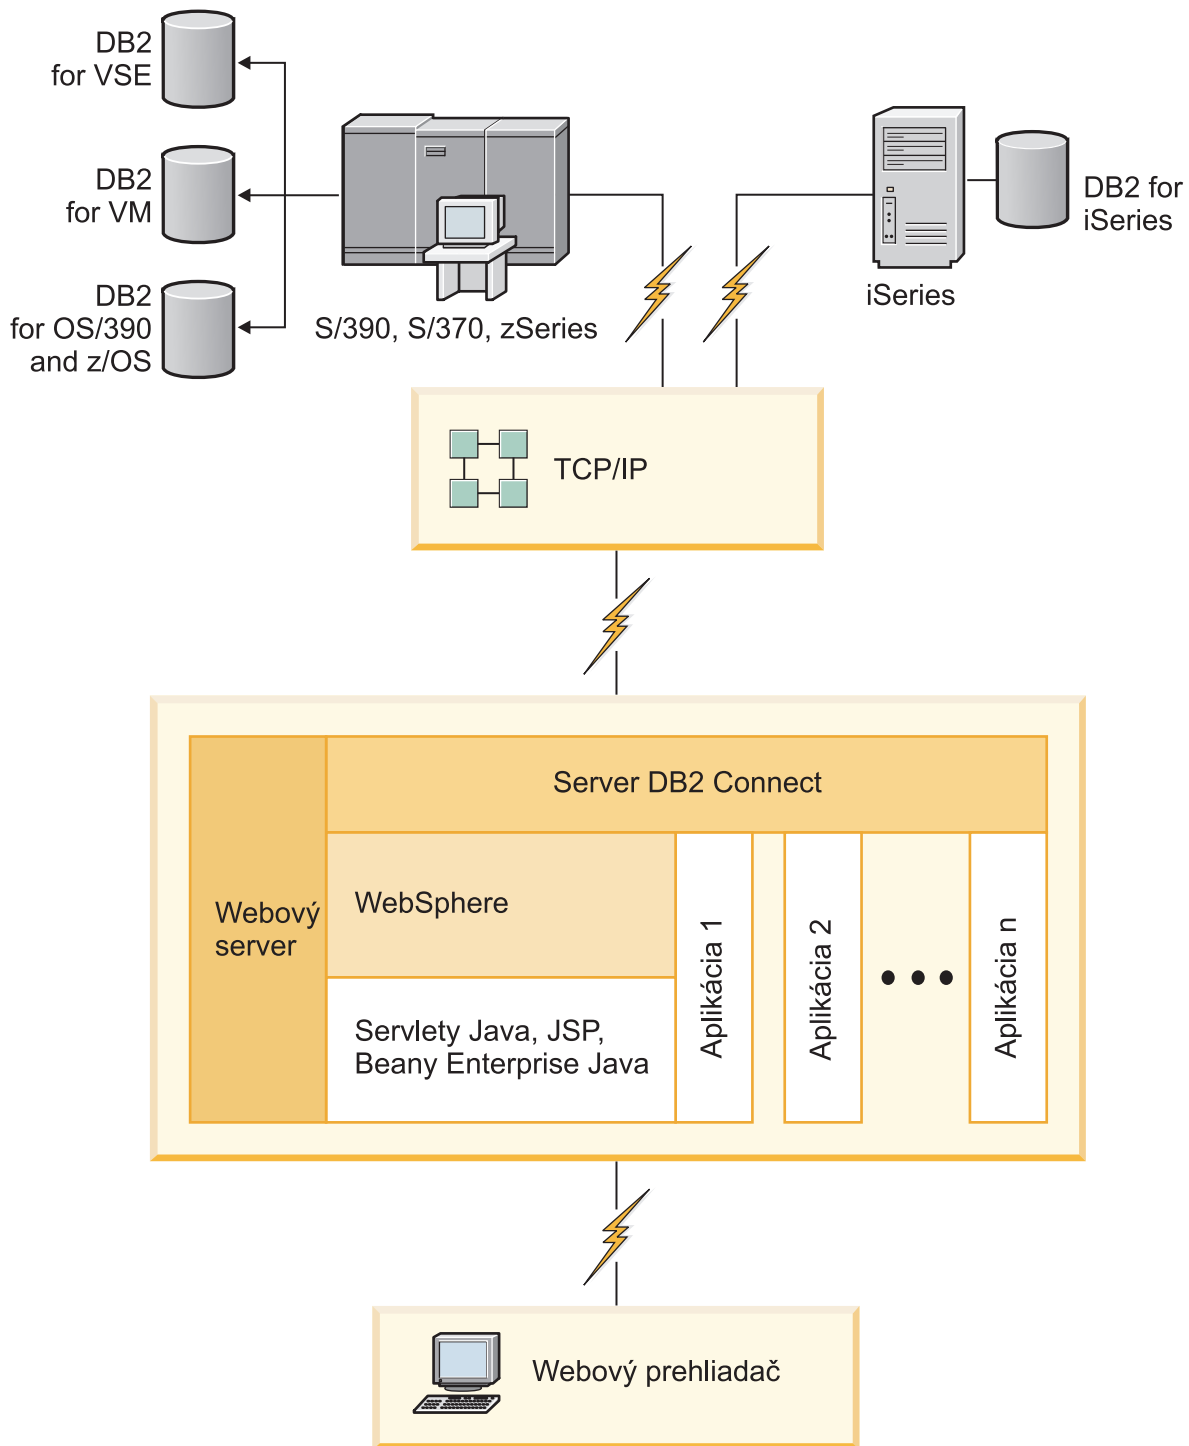 DB2
for VSE
DB2
for VM
DB2
for OS/390
and z/OS
S/390, S/370, zSeries
iSeries
DB2 for
iSeries
TCP/IP
Server DB2 Connect
Webový
server
WebSphere
Servlety Java, JSP,
Beany Enterprise Java
Aplikácia 1
Aplikácia 2
Aplikácia n
Webový prehliadač